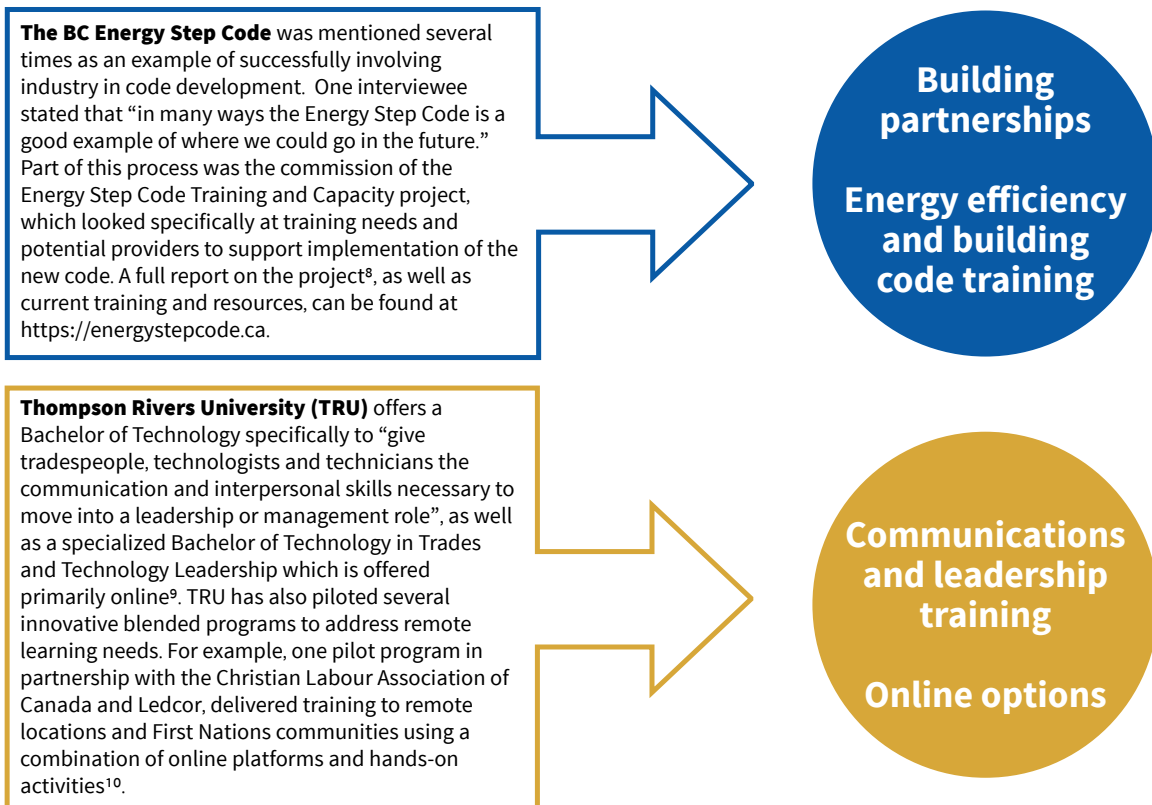 The BC Energy Step Code was mentioned several
times as an example of successfully involving
industry in code development.  One interviewee
stated that “in many ways the Energy Step Code is a
good example of where we could go in the future.”
Part of this process was the commission of the
Energy Step Code Training and Capacity project,
which looked specifically at training needs and
potential providers to support implementation of the
new code. A full report on the project⁸, as well as
current training and resources, can be found at
https://energystepcode.ca.
Building
partnerships
Energy efficiency
and building
code training
Thompson Rivers University (TRU) offers a
Bachelor of Technology specifically to “give
tradespeople, technologists and technicians the
communication and interpersonal skills necessary to
move into a leadership or management role”, as well
as a specialized Bachelor of Technology in Trades
and Technology Leadership which is offered
primarily online⁹. TRU has also piloted several
innovative blended programs to address remote
learning needs. For example, one pilot program in
partnership with the Christian Labour Association of
Canada and Ledcor, delivered training to remote
locations and First Nations communities using a
combination of online platforms and hands-on
activities¹⁰.
Communications
and leadership
training
Online options